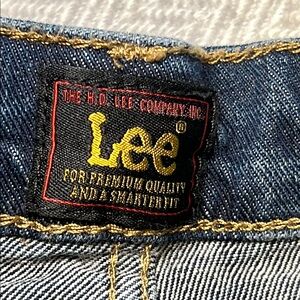 THE H.D. LEE COMPANY, INC.
Lee®
FOR PREMIUM QUALITY
AND A SMARTER FIT